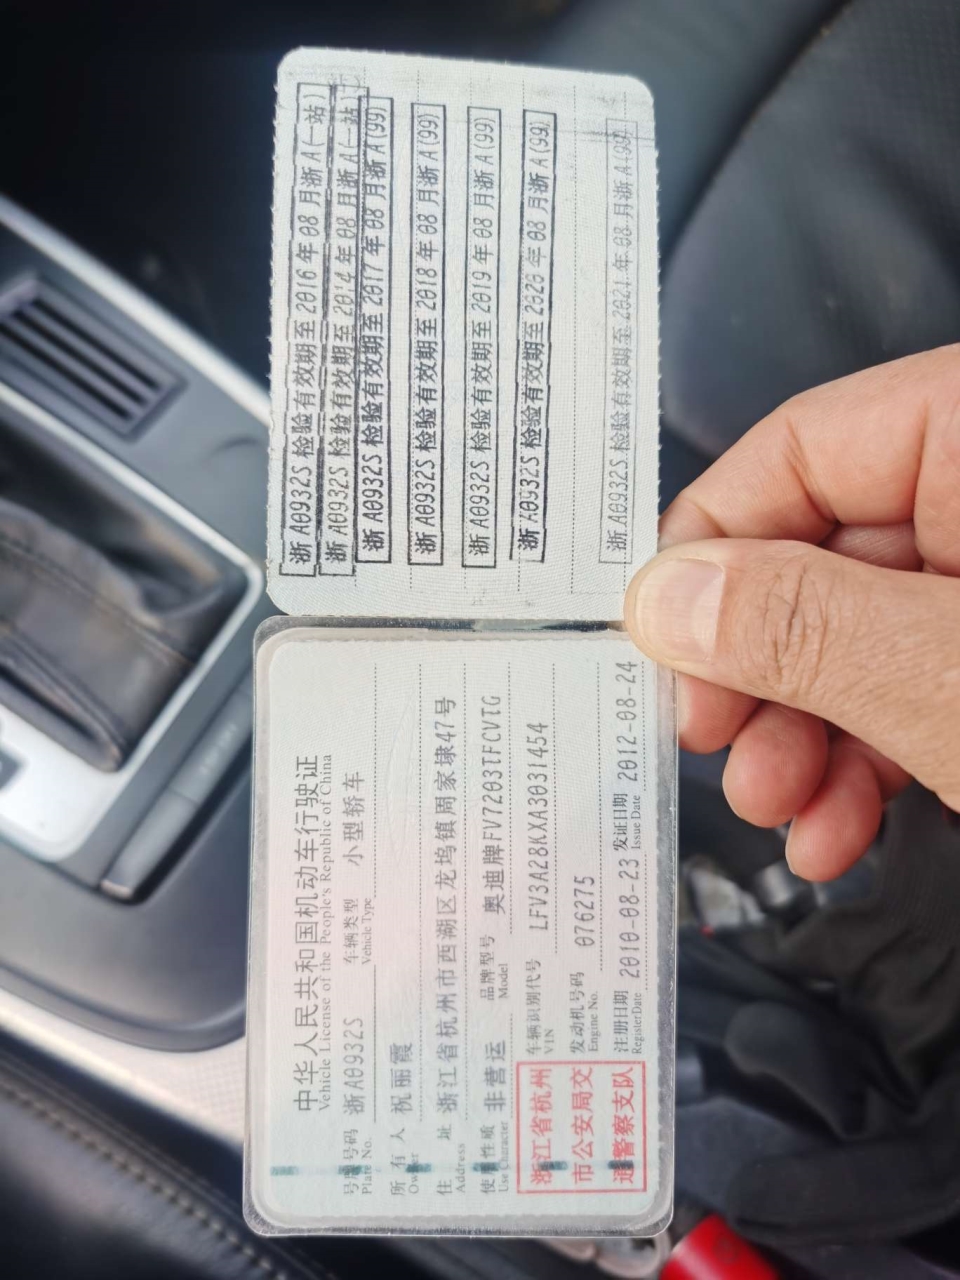 浙A0932S 检验有效期至2016年08月浙A(一站)
浙A0932S 检验有效期至2014年08月浙A(一站)
浙A0932S 检验有效期至2017年08月浙A(99)
浙A0932S 检验有效期至2018年08月浙A(99)
浙A0932S 检验有效期至2019年08月浙A(99)
浙A0932S 检验有效期至2020年08月浙A(99)
浙A0932S 检验有效期至2021年08月浙A(99)
中华人民共和国机动车行驶证
Vehicle License of the People's Republic of China
号牌号码 浙A0932S 车辆类型 小型轿车
Plate No. Vehicle Type
所有人 祝丽霞
Owner
住址 浙江省杭州市西湖区龙坞镇周家埭47号
Address
使用性质 非营运 品牌型号 奥迪牌FV7203TFCVTG
Use Character Model
浙江省杭州
市公安局交
通警察支队
车辆识别代号 LFV3A28KXA3031454
VIN
发动机号码 076275
Engine No.
注册日期 2010-08-23 发证日期 2012-08-24
Register Date Issue Date